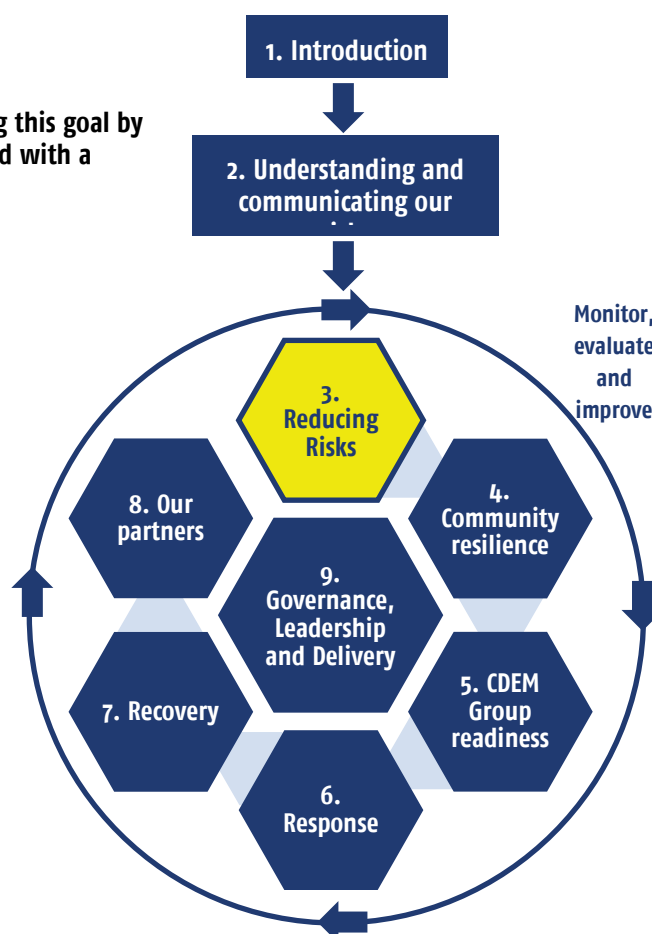 1. Introduction
g this goal by
d with a
2. Understanding and
communicating our
Monitor,
evaluate
and
improve
3.
Reducing
Risks
4.
Community
resilience
8. Our
partners
9.
Governance,
Leadership
and Delivery
5. CDEM
Group
readiness
7. Recovery
6.
Response